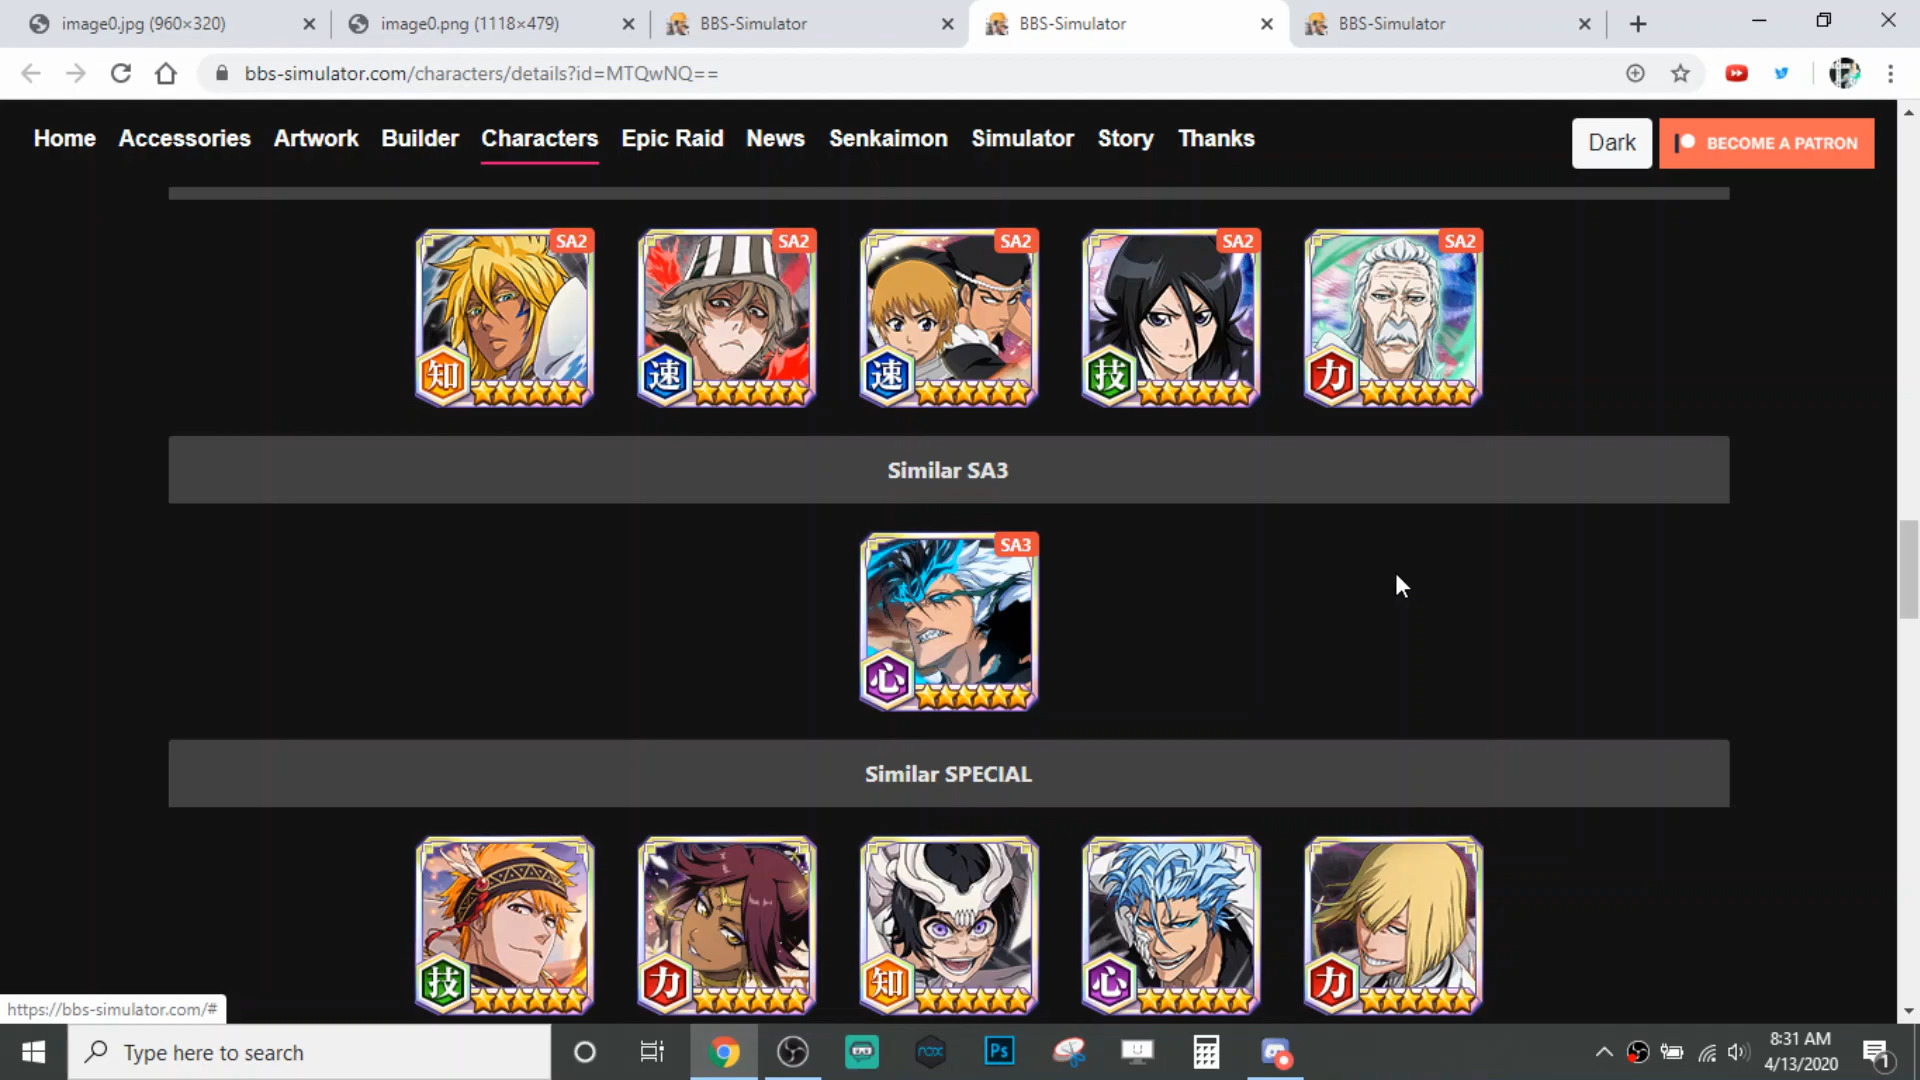 image0.jpg (960×320)
image0.png (1118×479)
BBS-Simulator
BBS-Simulator
BBS-Simulator
bbs-simulator.com/characters/details?id=MTQwNQ==
Home Accessories Artwork Builder Characters Epic Raid News Senkaimon Simulator Story Thanks
Dark
BECOME A PATRON
SA2 SA2 SA2 SA2 SA2
知 速 速 技 力
Similar SA3
SA3
心
Similar SPECIAL
技 力 知 心 力
https://bbs-simulator.com/#
Type here to search
nox
Ps
8:31 AM
4/13/2020
1